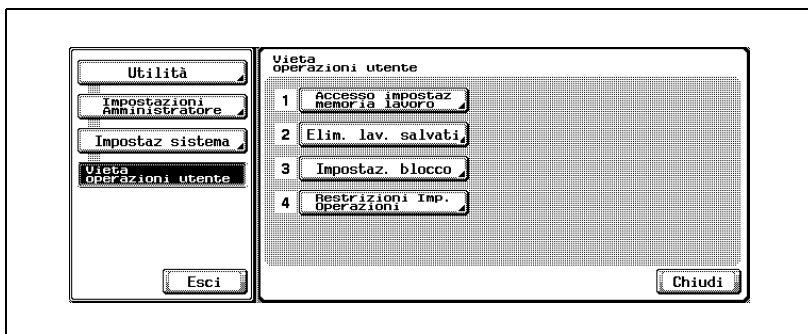 Utilità
Impostazioni
Amministratore
Impostaz sistema
Vieta
operazioni utente
Esci
Vieta
operazioni utente
1 Accesso impostaz
memoria lavoro
2 Elim. lav. salvati
3 Impostaz. blocco
4 Restrizioni Imp.
Operazioni
Chiudi